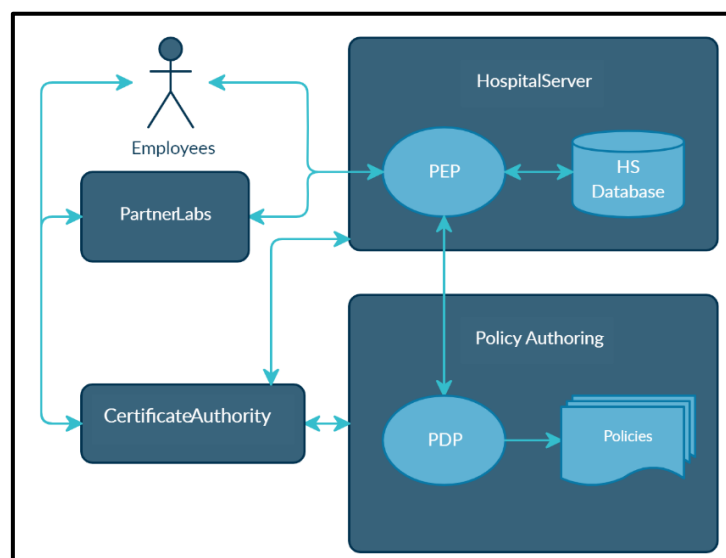 HospitalServer
Employees
PEP
HS
Database
PartnerLabs
Policy Authoring
CertificateAuthority
PDP
Policies